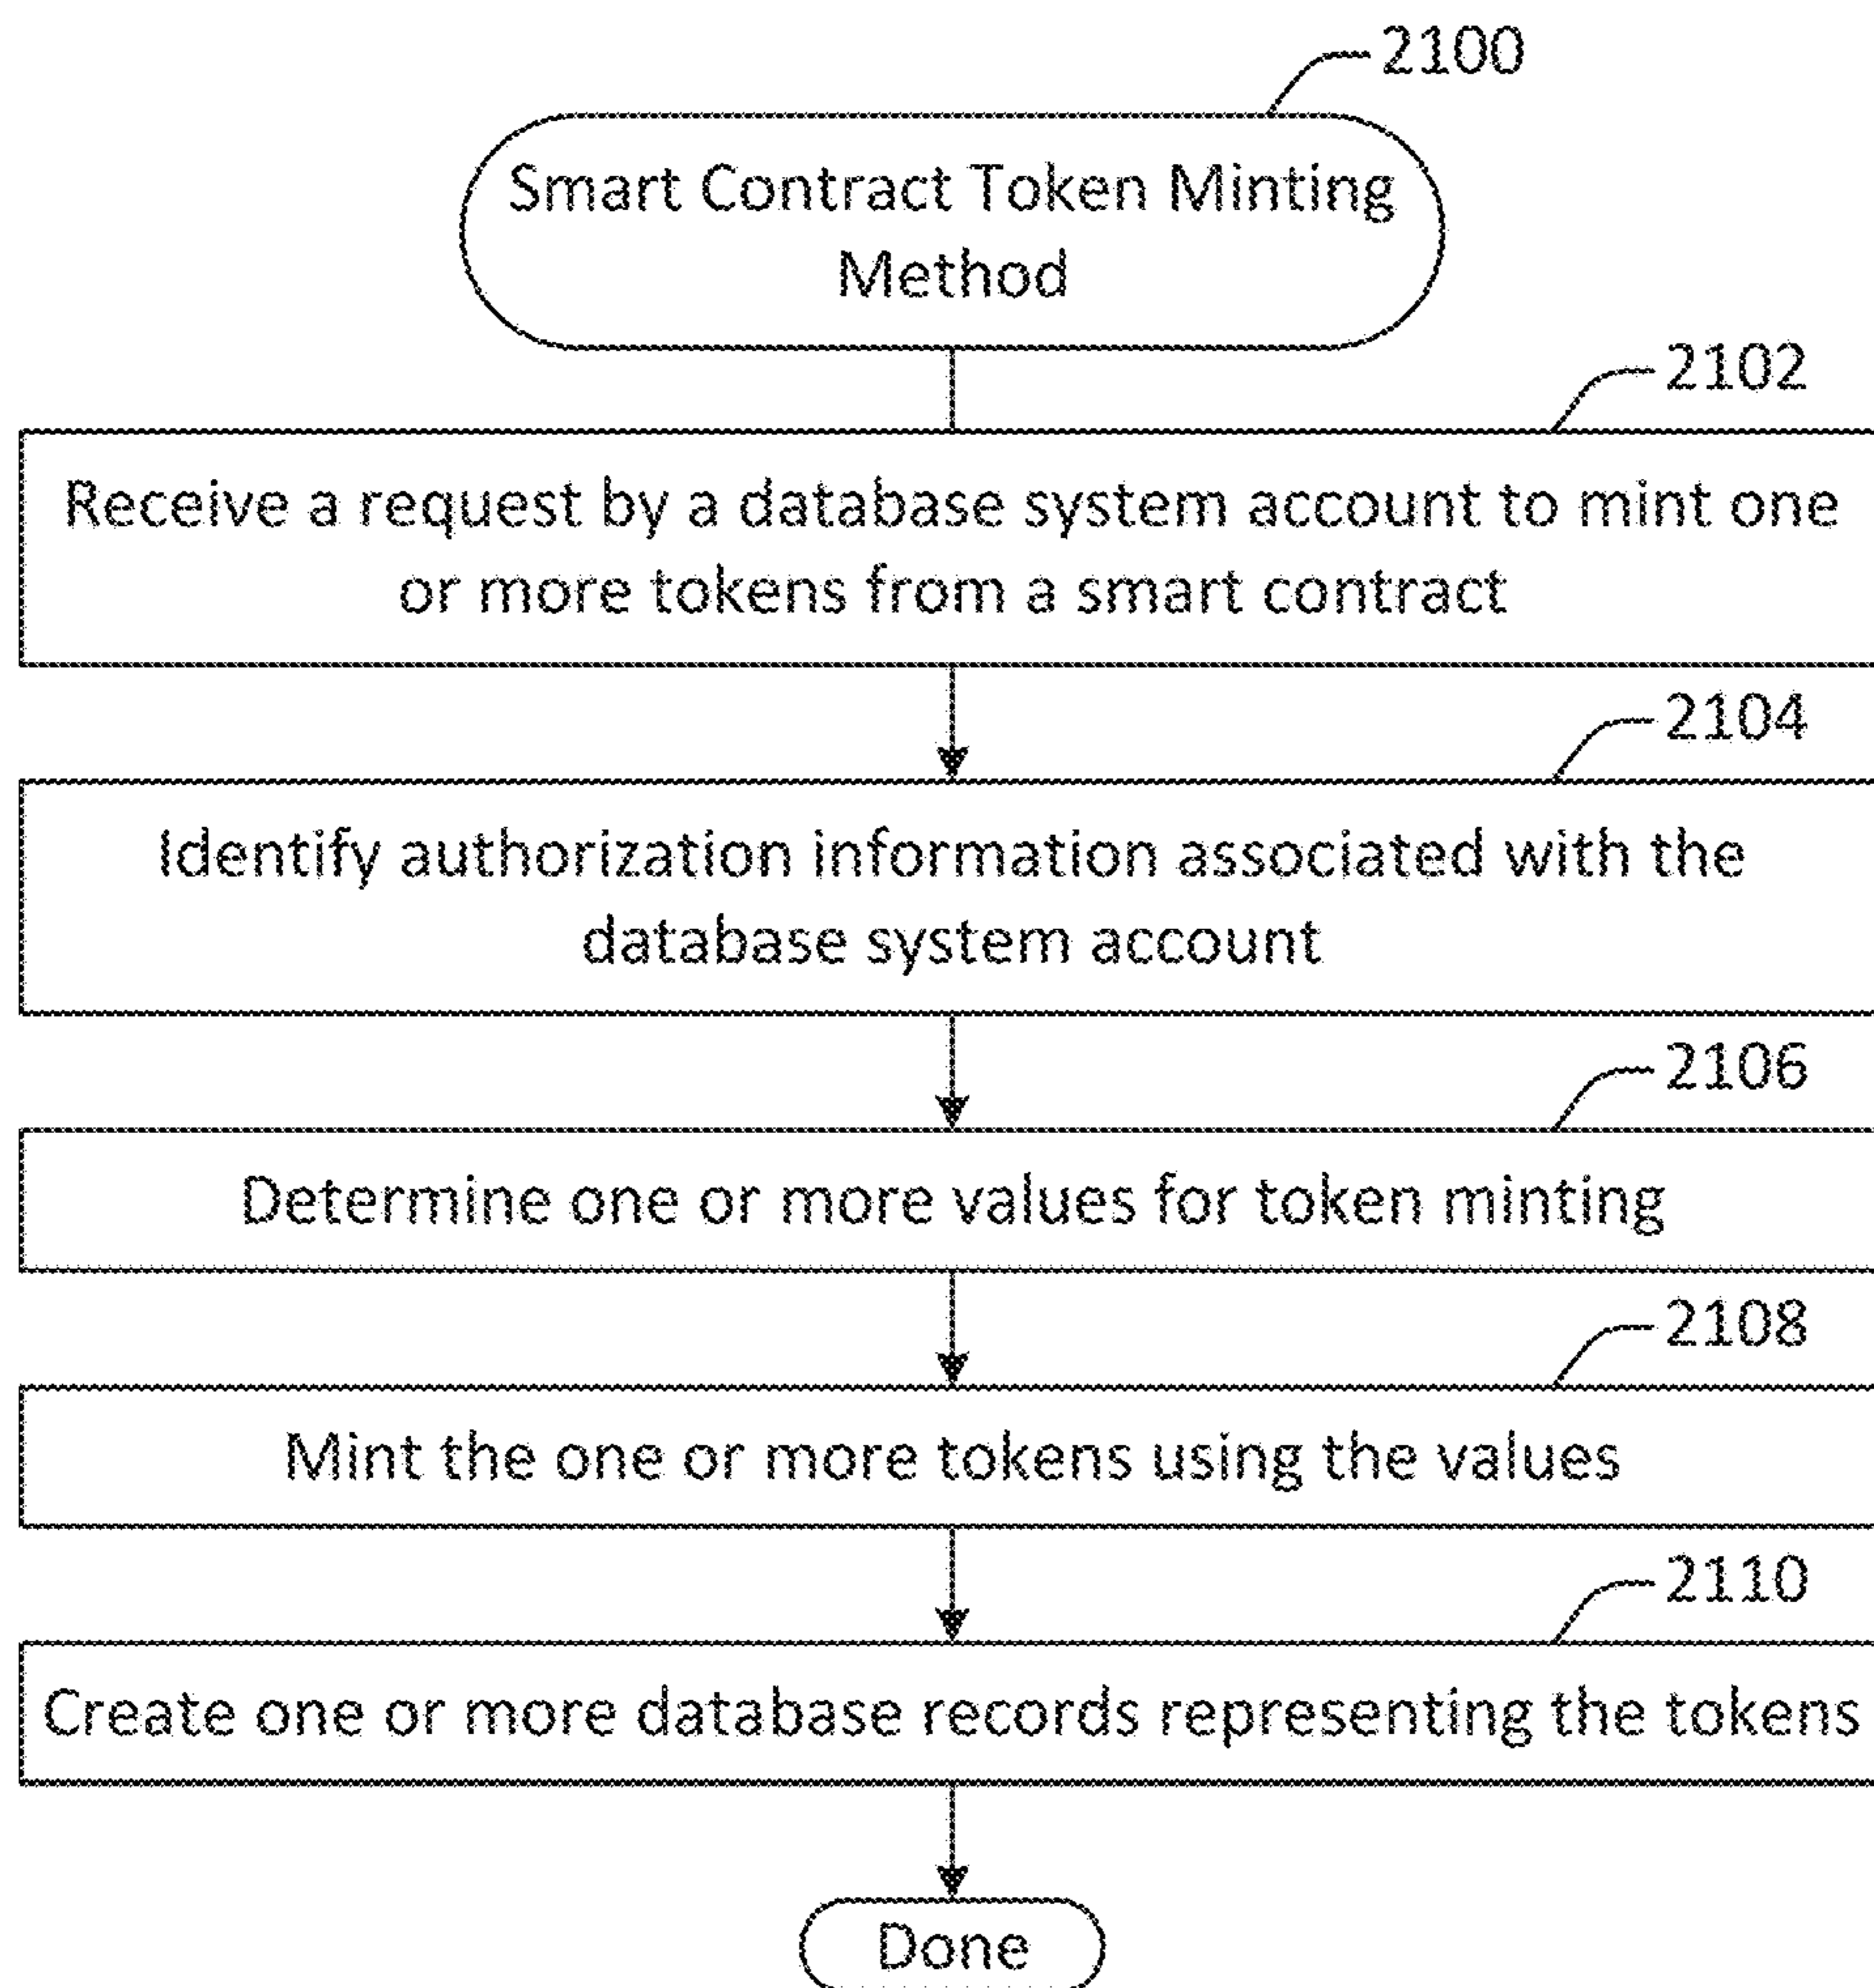 2100
Smart Contract Token Minting
Method
2102
Receive a request by a database system account to mint one
or more tokens from a smart contract
2104
Identify authorization information associated with the
database system account
2106
Determine one or more values for token minting
2108
Mint the one or more tokens using the values
2110
Create one or more database records representing the tokens
Done